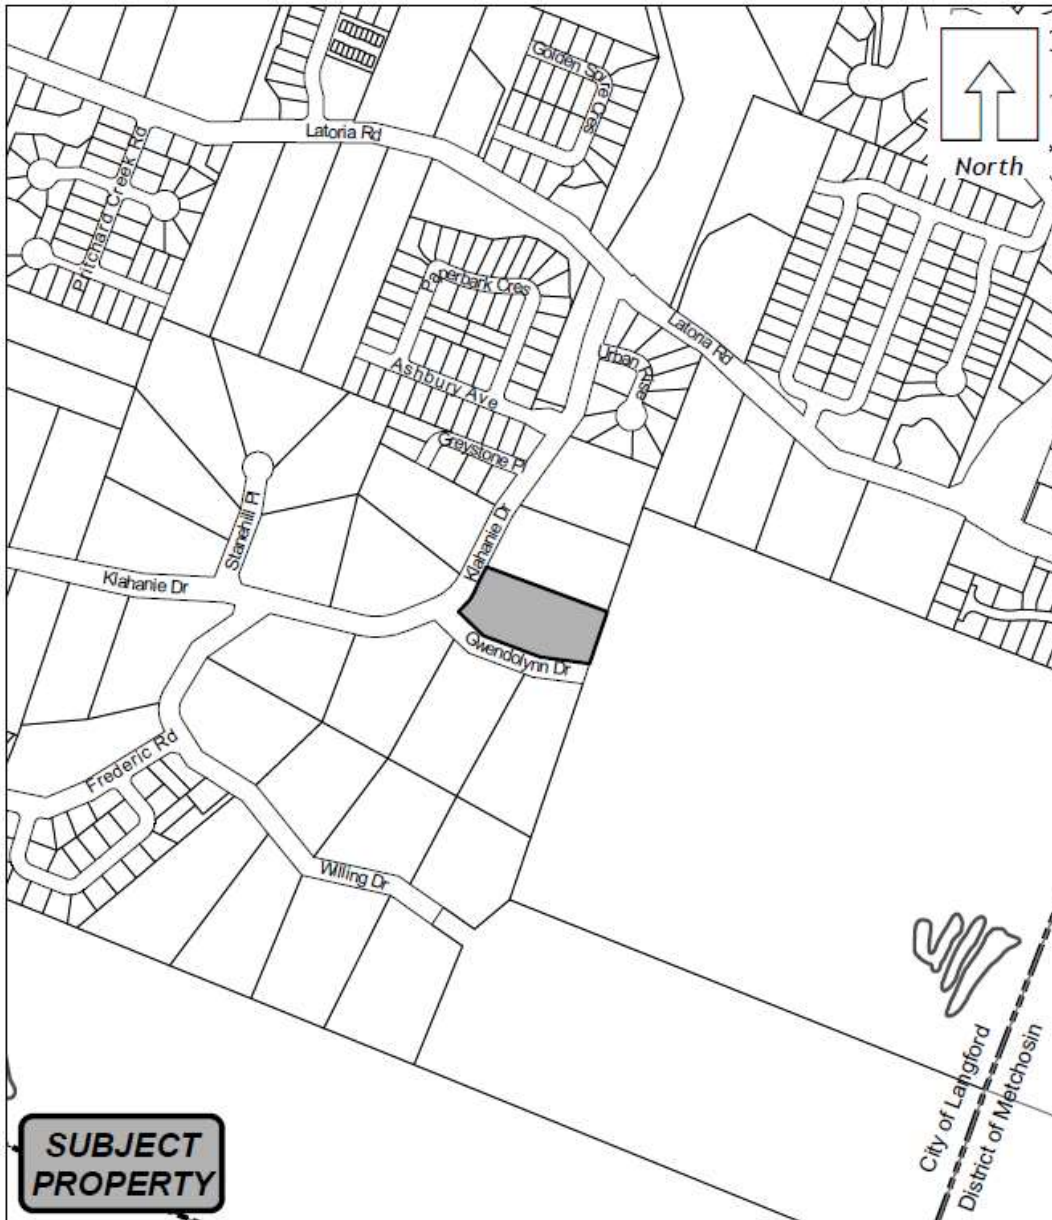 Golden Spire Cres
Latoria Rd
North
Pritchard Creek Rd
Paperbark Cres
Latoria Rd
Urban Rise
Ashbury Ave
Greystone Pl
Stanehill Pl
Klahanie Dr
Klahanie Dr
Gwendolynn Dr
Frederic Rd
Willing Dr
City of Langford
District of Metchosin
SUBJECT
PROPERTY